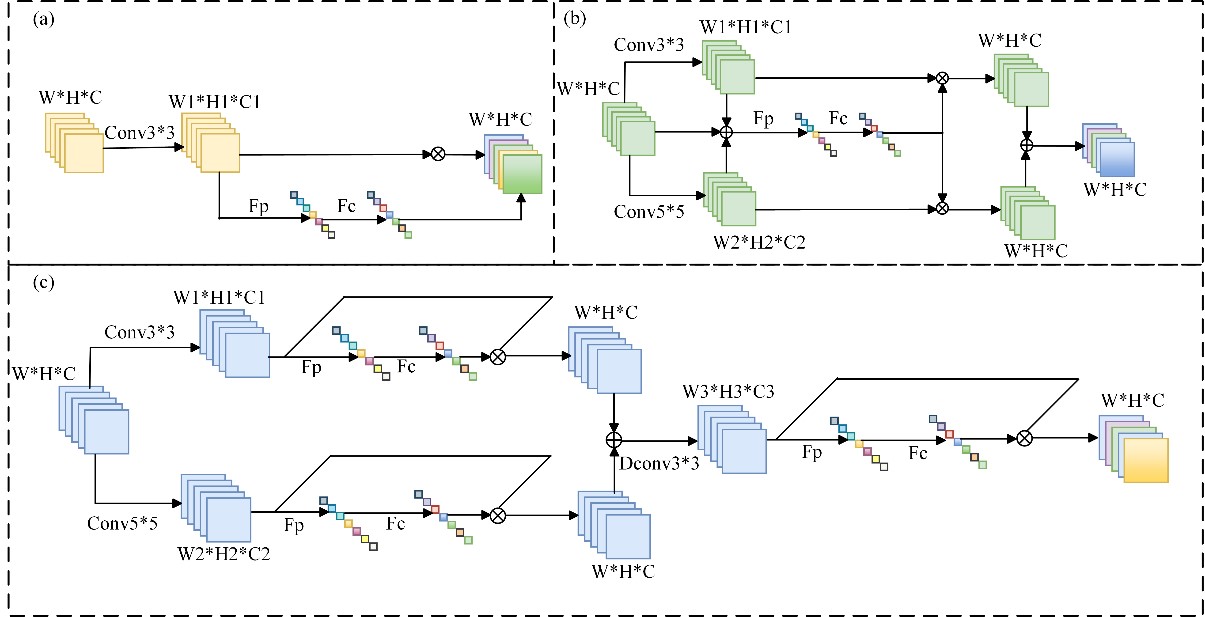 (a)
W*H*C
Conv3*3
W1*H1*C1
W*H*C
Fp
Fc
(b)
W1*H1*C1
Conv3*3
W*H*C
W*H*C
Fp
Fc
Conv5*5
W*H*C
W2*H2*C2
W*H*C
(c)
W1*H1*C1
Conv3*3
W*H*C
W*H*C
Fp
Fc
W3*H3*C3
W*H*C
Dconv3*3
Fp
Fc
Conv5*5
Fp
Fc
W2*H2*C2
W*H*C